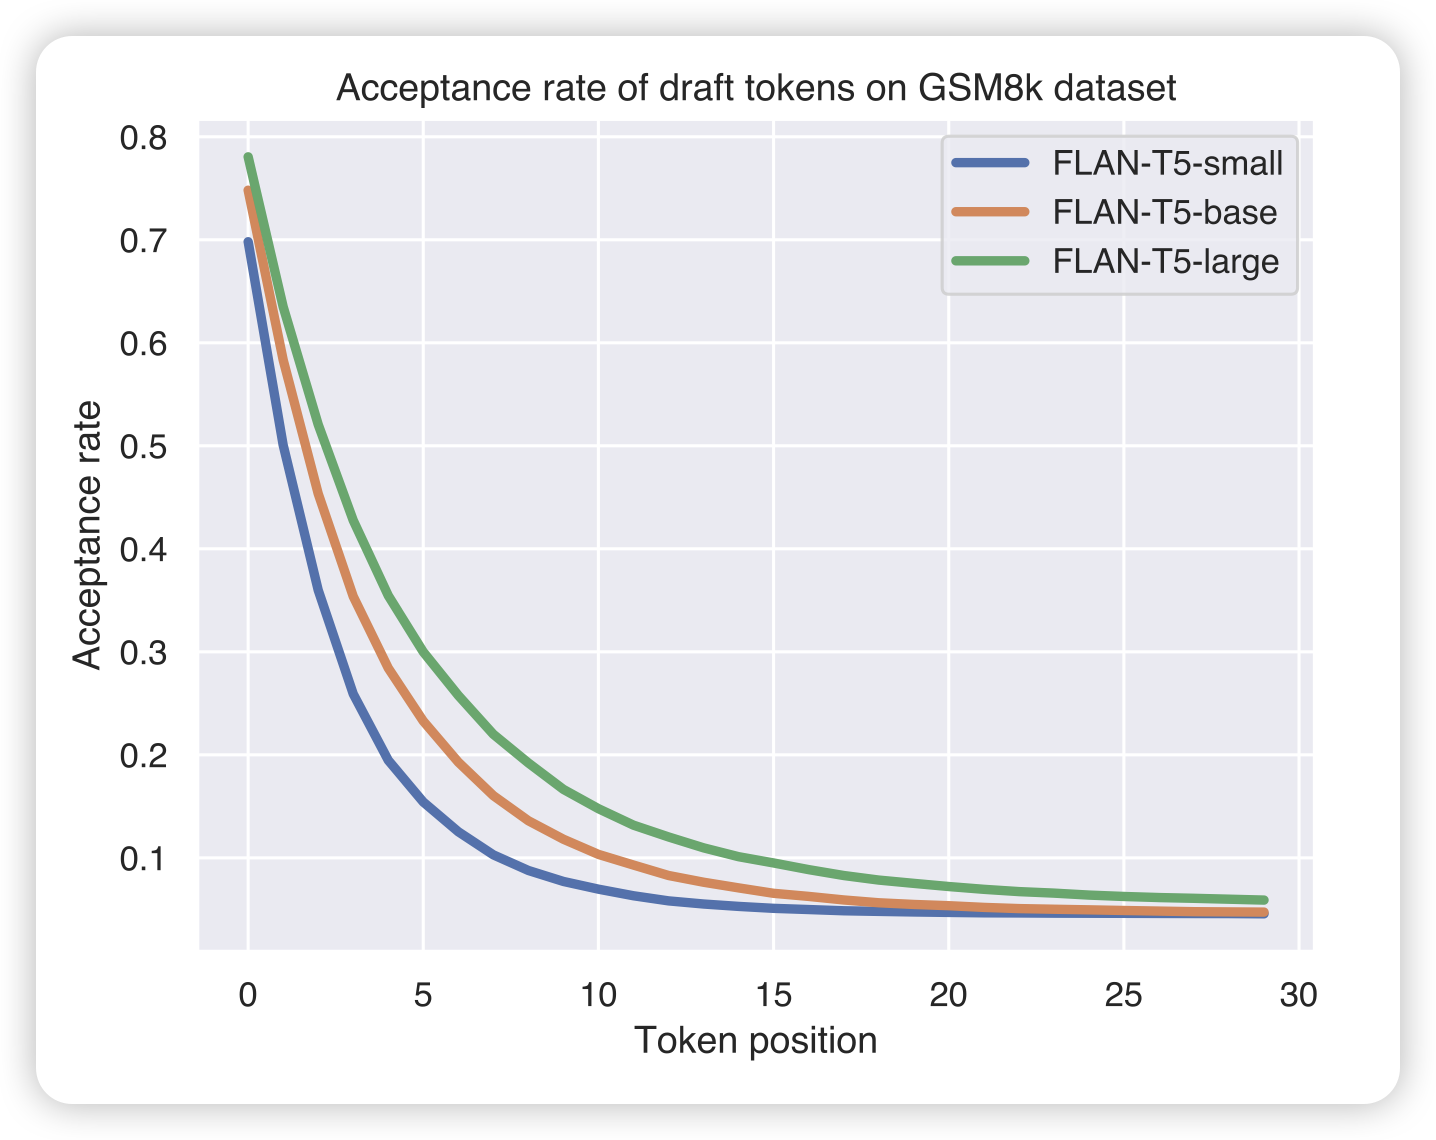 Acceptance rate of draft tokens on GSM8k dataset
FLAN-T5-small
FLAN-T5-base
FLAN-T5-large
Acceptance rate
0.8
0.7
0.6
0.5
0.4
0.3
0.2
0.1
0 5 10 15 20 25 30
Token position